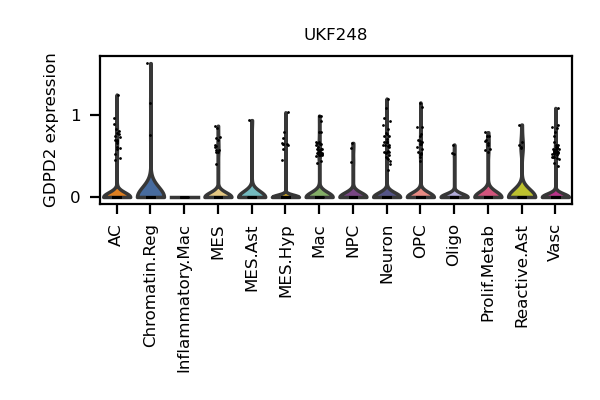 UKF248
GDPD2 expression
1
0
AC
Chromatin.Reg
Inflammatory.Mac
MES
MES.Ast
MES.Hyp
Mac
NPC
Neuron
OPC
Oligo
Prolif.Metab
Reactive.Ast
Vasc